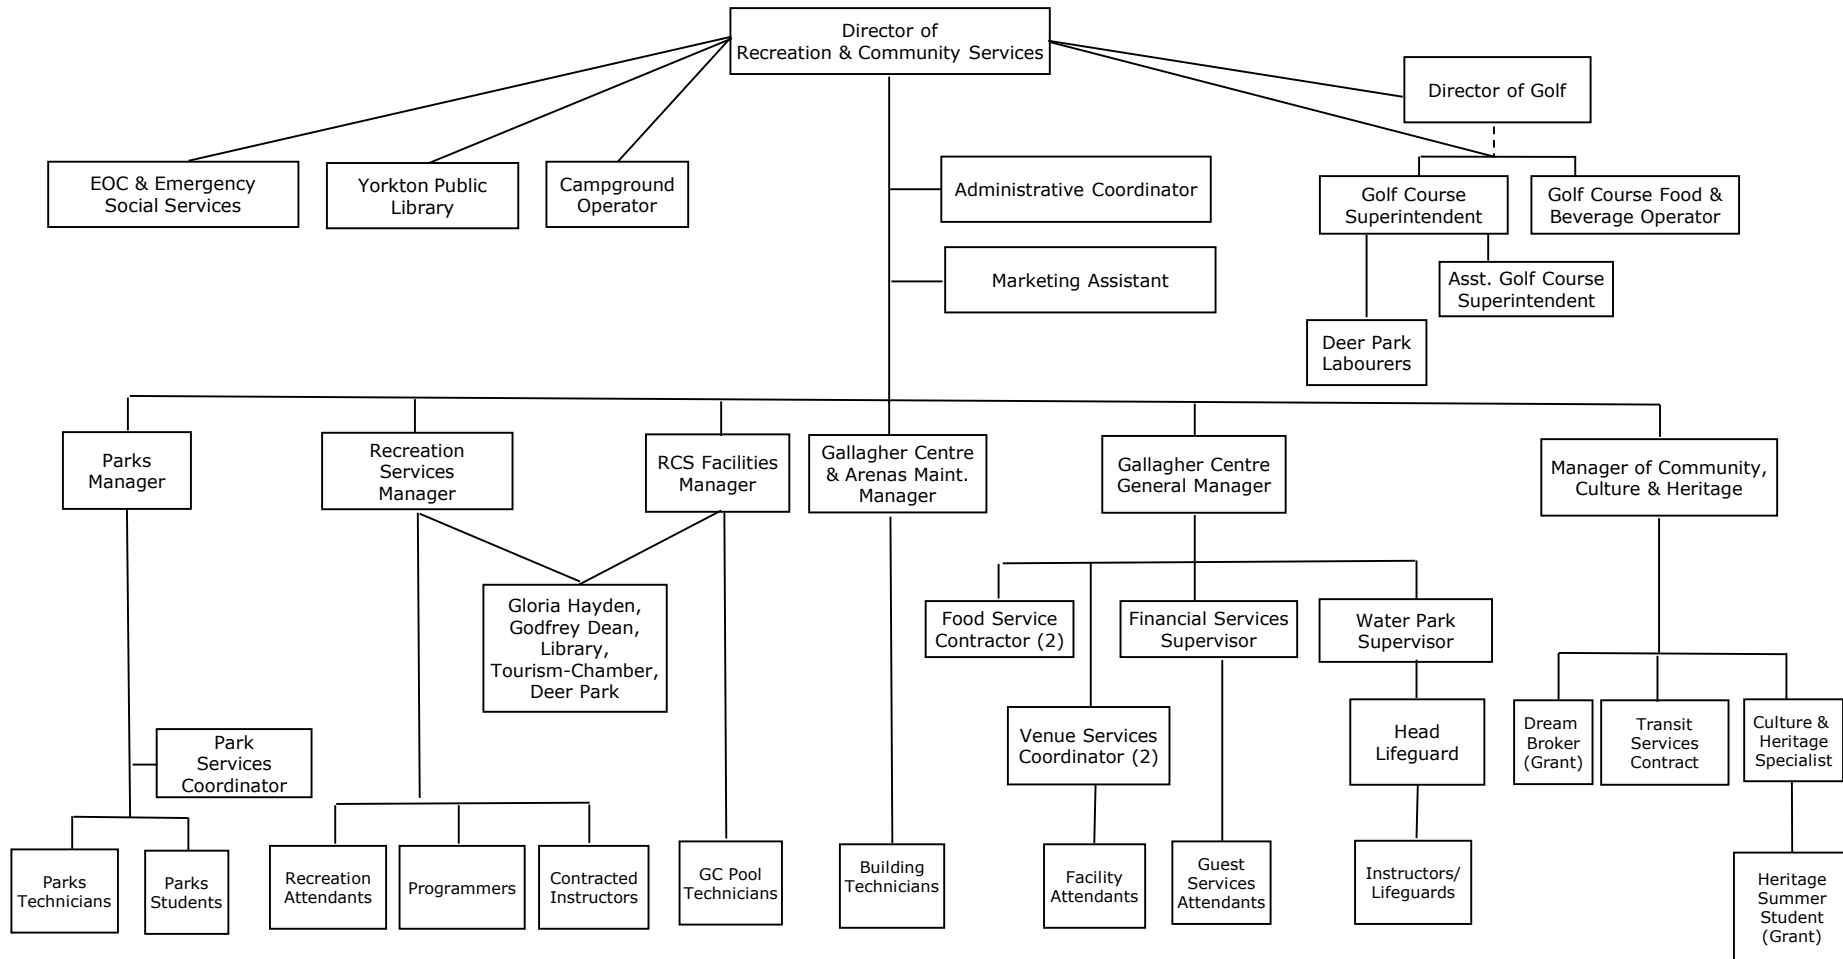 Director of
Recreation & Community Services
Director of Golf
EOC & Emergency
Social Services
Yorkton Public
Library
Campground
Operator
Administrative Coordinator
Golf Course
Superintendent
Golf Course Food &
Beverage Operator
Marketing Assistant
Asst. Golf Course
Superintendent
Deer Park
Labourers
Parks
Manager
Recreation
Services
Manager
RCS Facilities
Manager
Gallagher Centre
& Arenas Maint.
Manager
Gallagher Centre
General Manager
Manager of Community,
Culture & Heritage
Gloria Hayden,
Godfrey Dean,
Library,
Tourism-Chamber,
Deer Park
Food Service
Contractor (2)
Financial Services
Supervisor
Water Park
Supervisor
Park
Services
Coordinator
Venue Services
Coordinator (2)
Head
Lifeguard
Dream
Broker
(Grant)
Transit
Services
Contract
Culture &
Heritage
Specialist
Parks
Technicians
Parks
Students
Recreation
Attendants
Programmers
Contracted
Instructors
GC Pool
Technicians
Building
Technicians
Facility
Attendants
Guest
Services
Attendants
Instructors/
Lifeguards
Heritage
Summer
Student
(Grant)